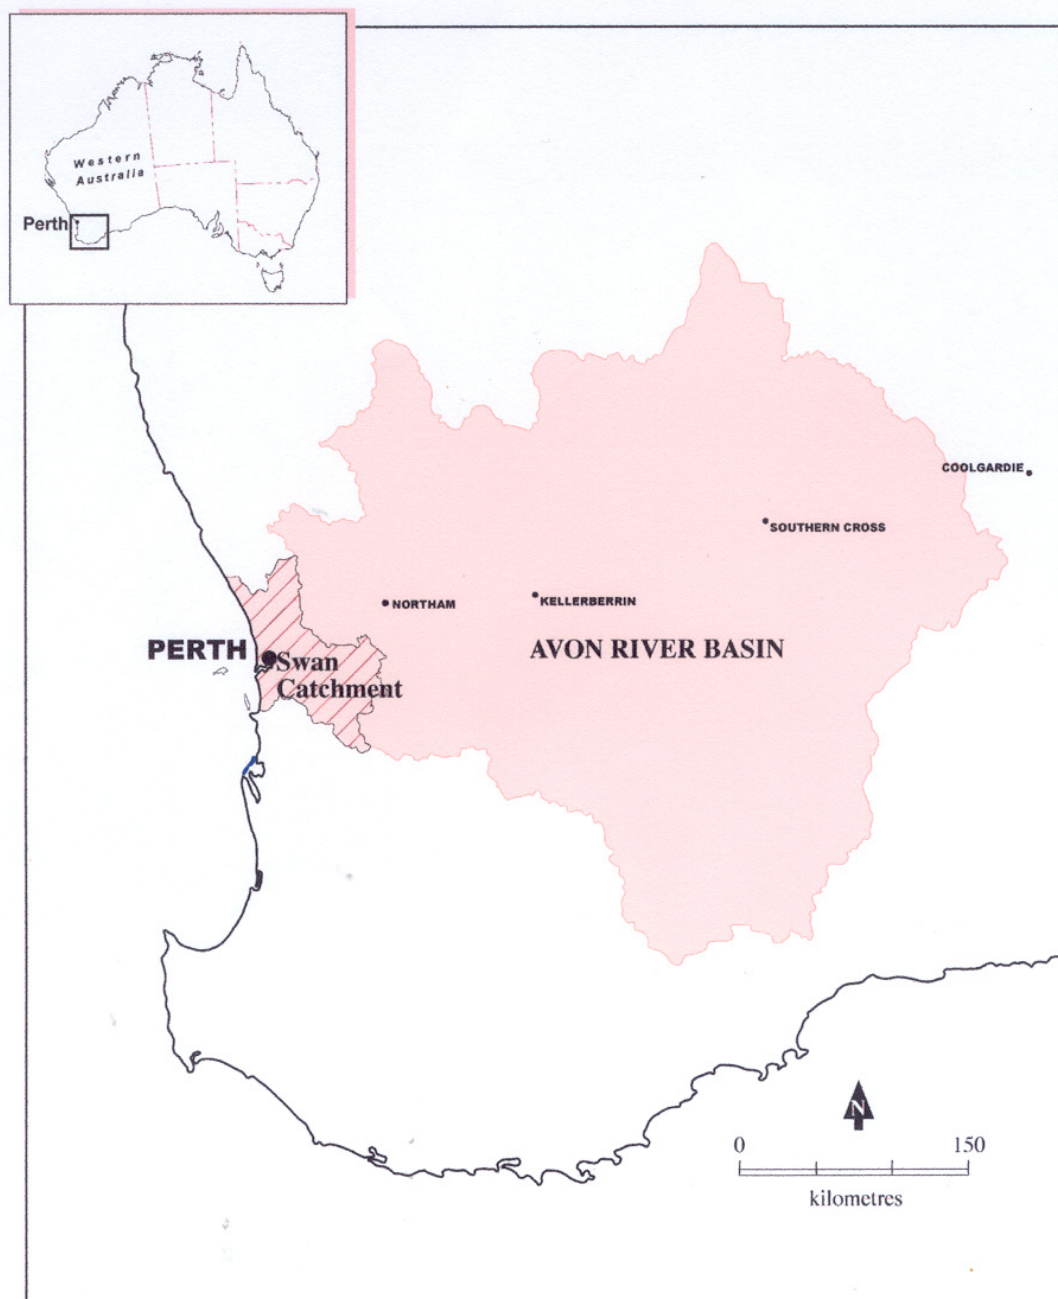 Western
Australia
Perth
COOLGARDIE
SOUTHERN CROSS
NORTHAM
KELLERBERRIN
PERTH
AVON RIVER BASIN
Swan
Catchment
N
0 150
kilometres